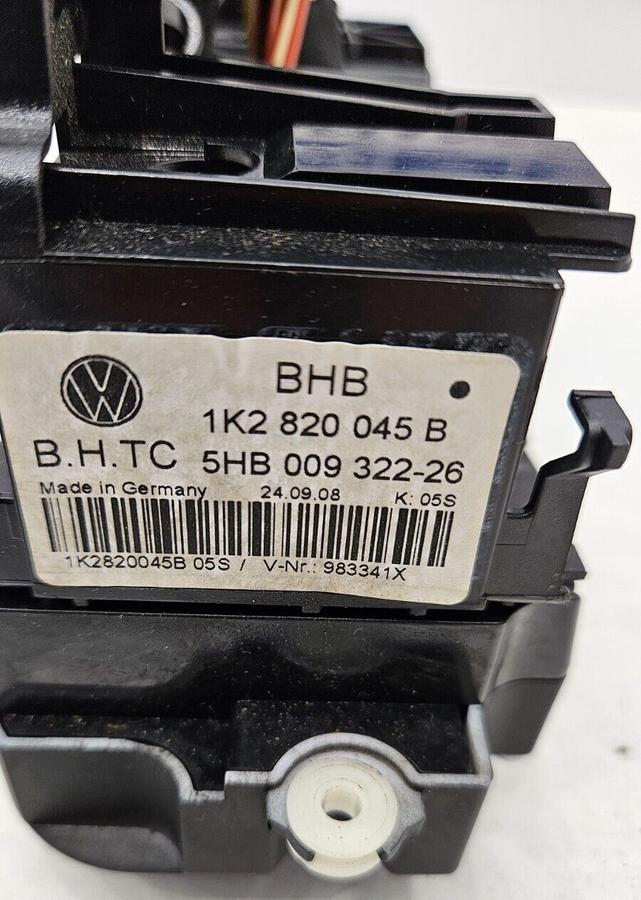 BHB
1K2 820 045 B
B.H.TC 5HB 009 322-26
Made in Germany 24.09.08 K: 05S
1K2820045B 05S / V-Nr.: 983341X